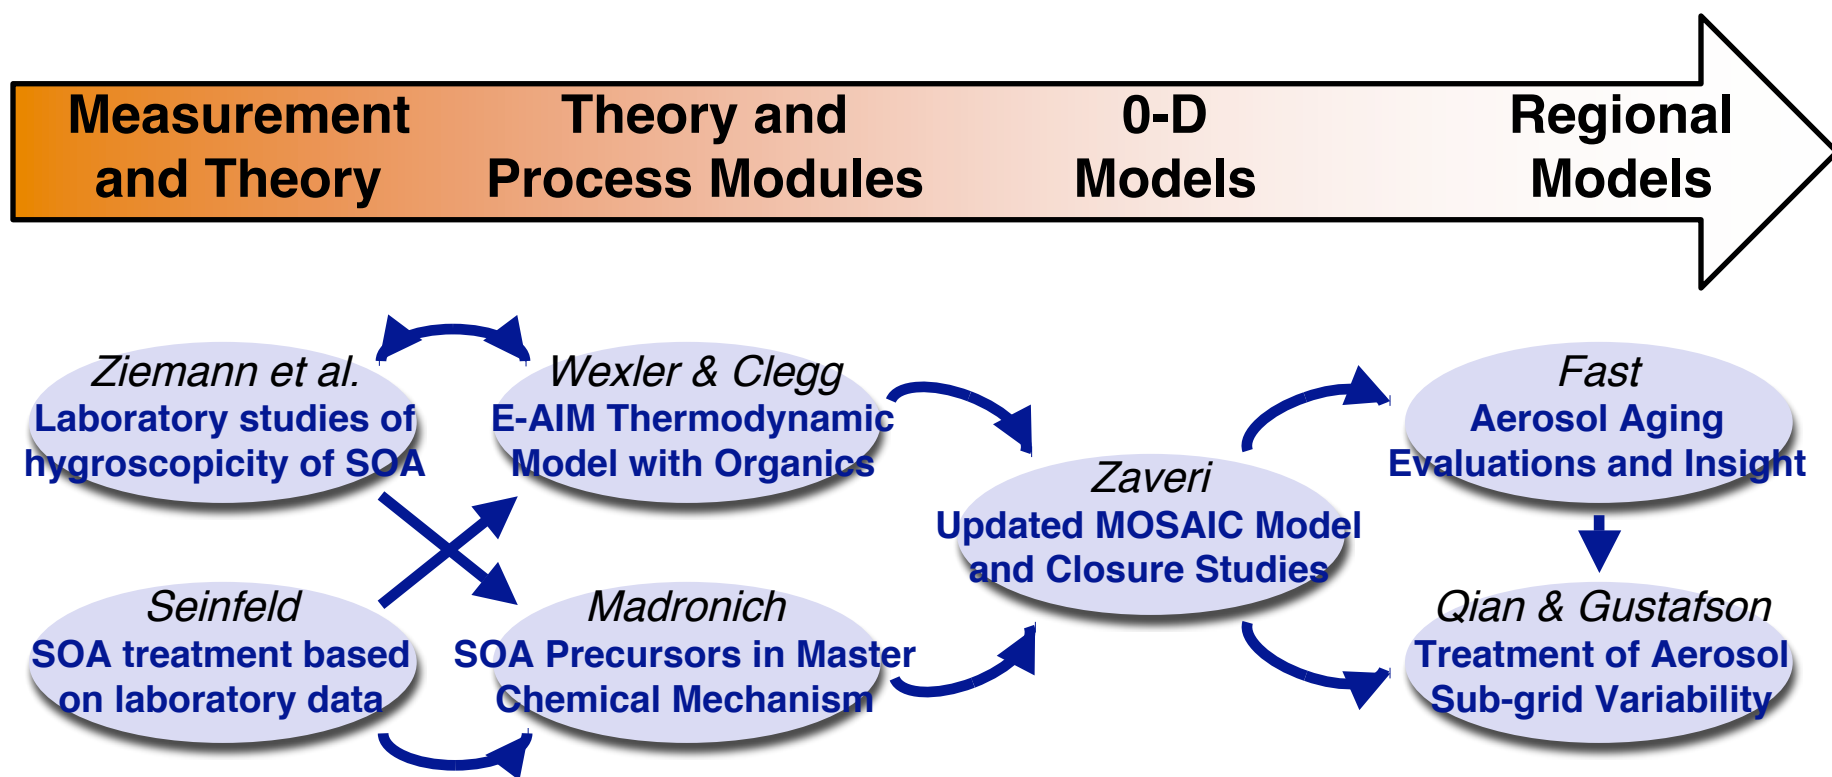 Measurement
and Theory
Theory and
Process Modules
0-D
Models
Regional
Models
Ziemann et al.
Laboratory studies of
hygroscopicity of SOA
Wexler & Clegg
E-AIM Thermodynamic
Model with Organics
Fast
Aerosol Aging
Evaluations and Insight
Zaveri
Updated MOSAIC Model
and Closure Studies
Seinfeld
SOA treatment based
on laboratory data
Madronich
SOA Precursors in Master
Chemical Mechanism
Qian & Gustafson
Treatment of Aerosol
Sub-grid Variability